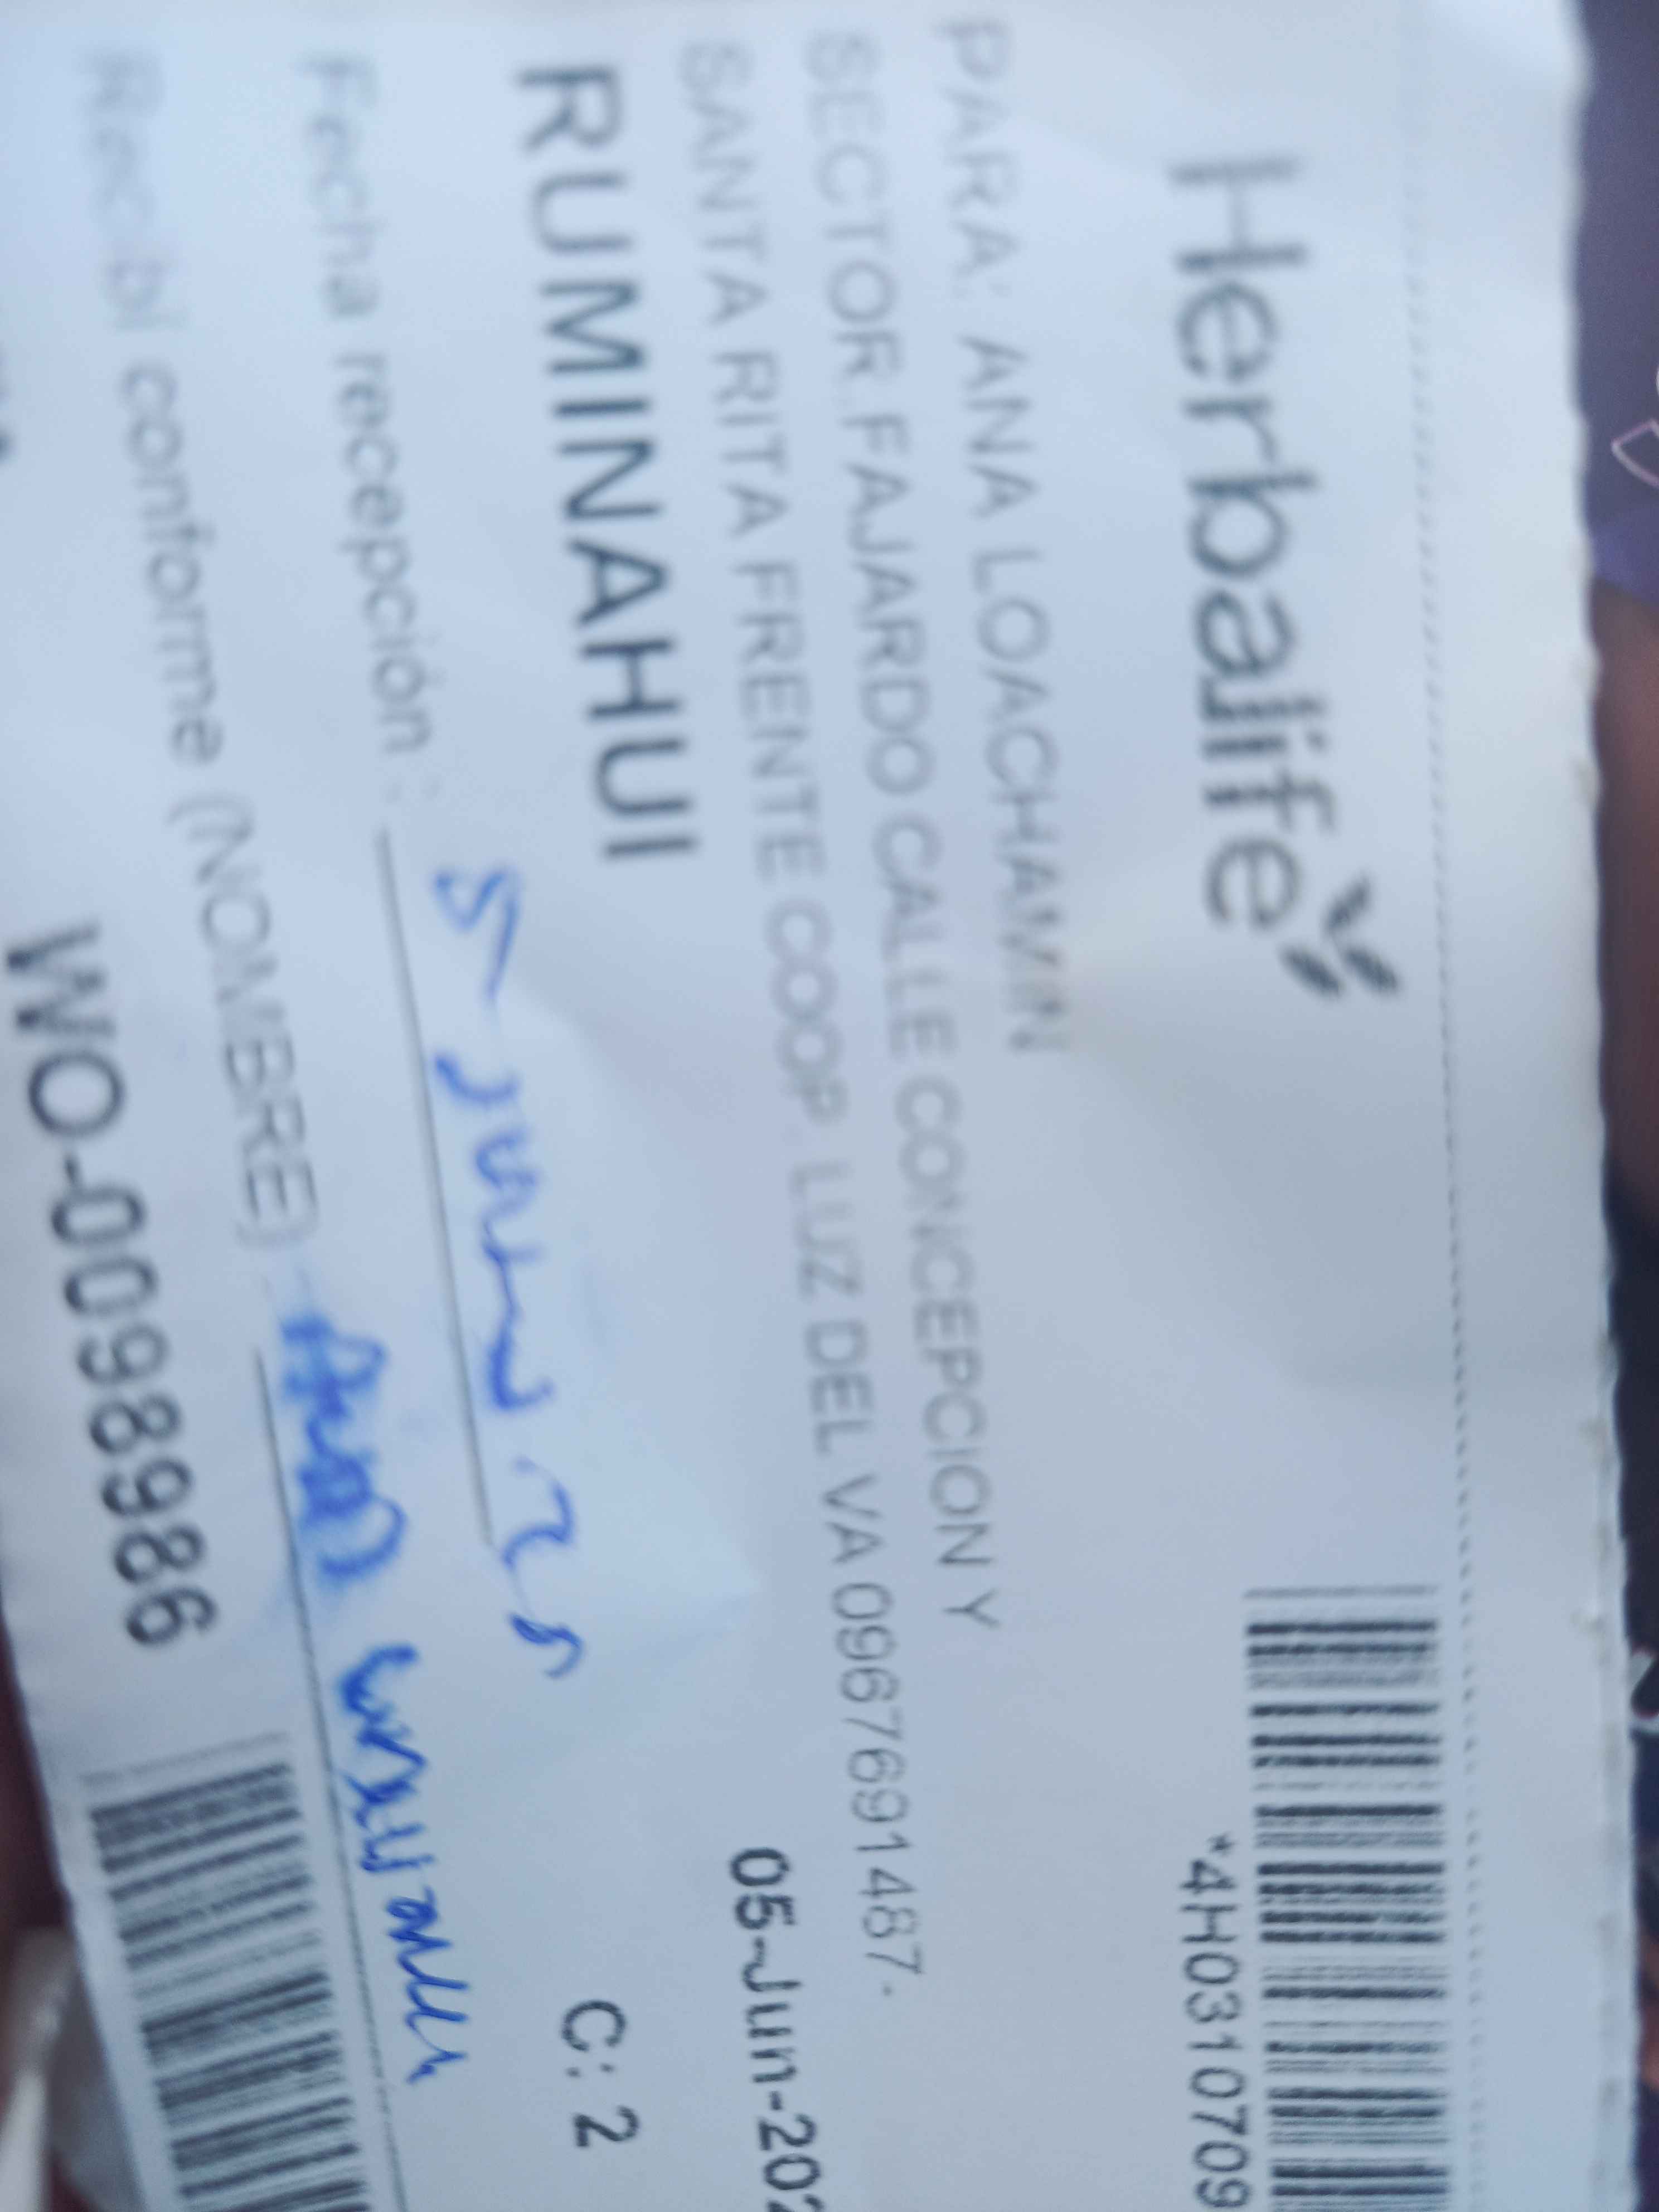 Herbalife
*4H0310709
PARA: ANA LOACHAMIN
SECTOR FAJARDO CALLE CONCEPCION Y
SANTA RITA FRENTE COOP. LUZ DEL VA 0967691487.
05-Jun-202
RUMINAHUI C: 2
Fecha recepción :
Recibi conforme (NOMBRE)
WO-0098986